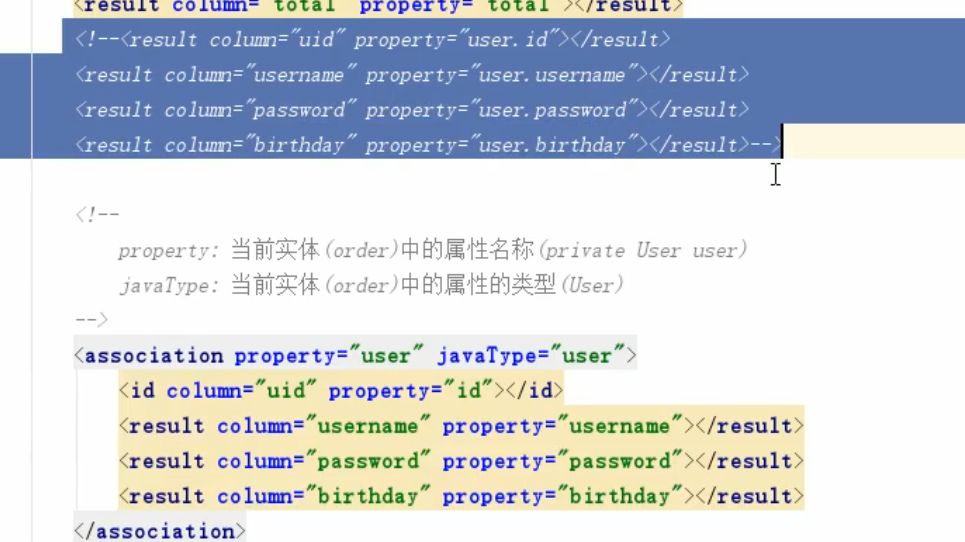 <result column="total" property="total"></result>
<!--<result column="uid" property="user.id"></result>
<result column="username" property="user.username"></result>
<result column="password" property="user.password"></result>
<result column="birthday" property="user.birthday"></result>-->
<!--
property: 当前实体(order)中的属性名称(private User user)
javaType: 当前实体(order)中的属性的类型(User)
-->
<association property="user" javaType="user">
<id column="uid" property="id"></id>
<result column="username" property="username"></result>
<result column="password" property="password"></result>
<result column="birthday" property="birthday"></result>
</association>